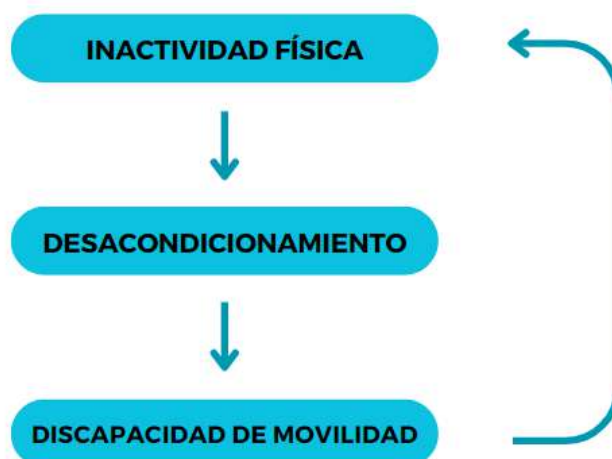 INACTIVIDAD FÍSICA
DESACONDICIONAMIENTO
DISCAPACIDAD DE MOVILIDAD